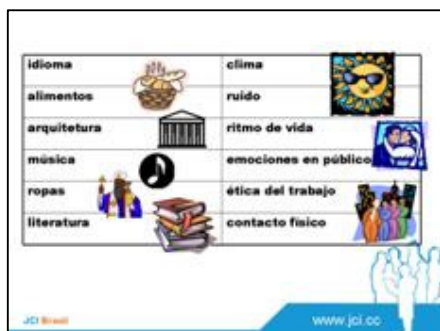 idioma
clima
alimentos
ruido
arquitetura
ritmo de vida
música
emociones en público
ropas
ética del trabajo
literatura
contacto físico
JCI Brasil
www.jci.cc